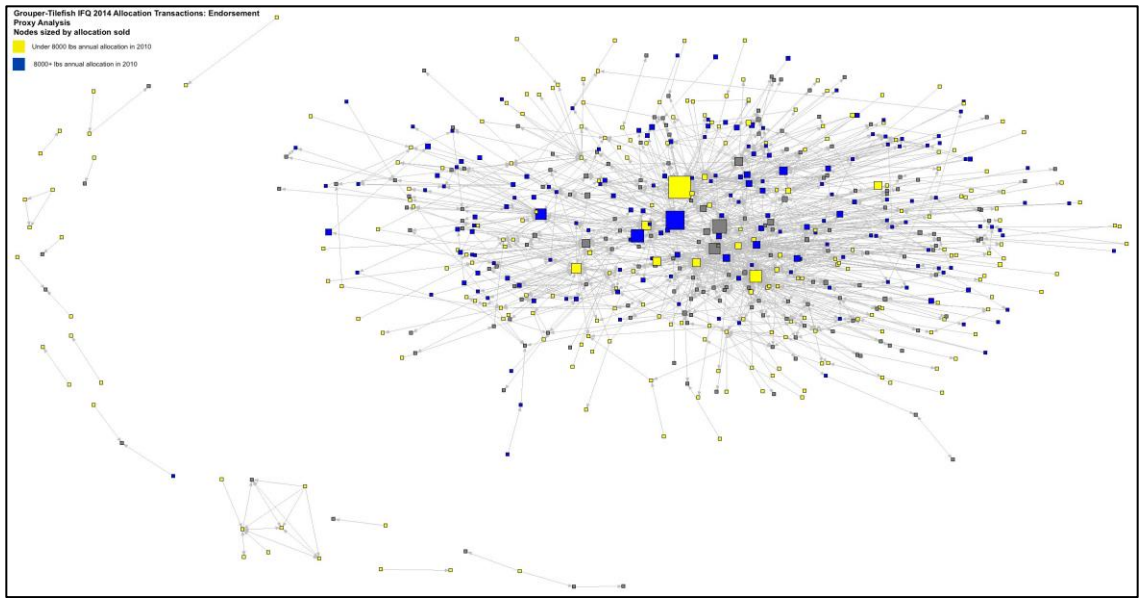 Grouper-Tilefish IFQ 2014 Allocation Transactions: Endorsement
Proxy Analysis
Nodes sized by allocation sold
Under 8000 lbs annual allocation in 2010
8000+ lbs annual allocation in 2010